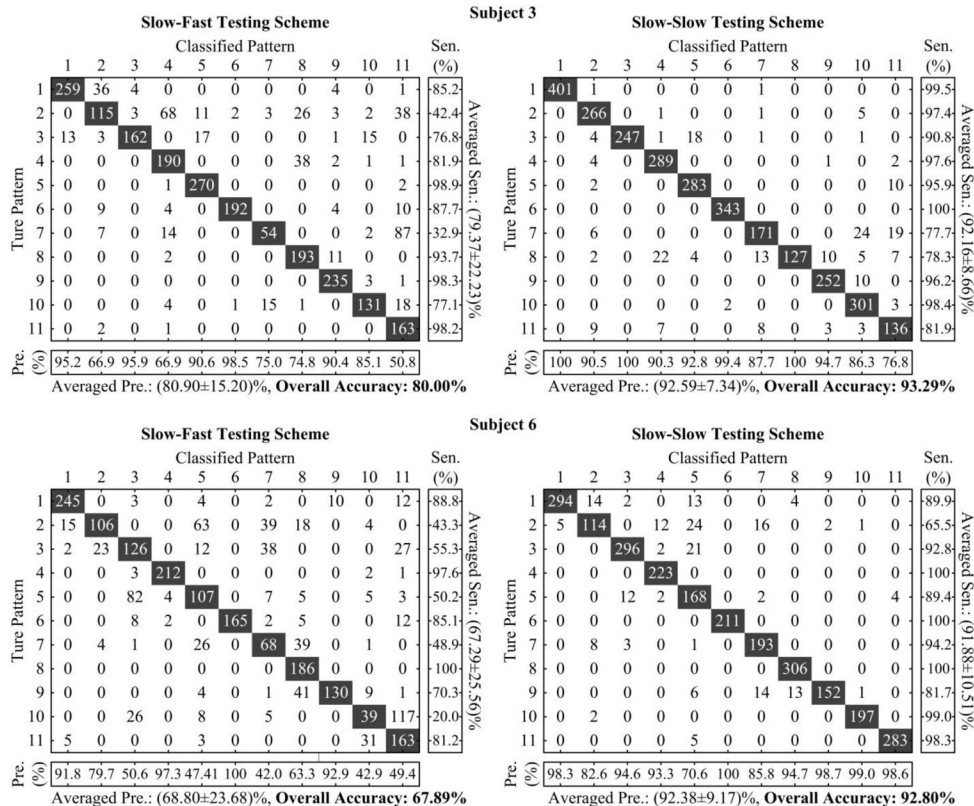 Subject 3
Slow-Fast Testing Scheme
Classified Pattern
Sen.
1 2 3 4 5 6 7 8 9 10 11 (%)
1 259 36 4 0 0 0 0 0 4 0 1 85.2
2 0 115 3 68 11 2 3 26 3 2 38 42.4
3 13 3 162 0 17 0 0 0 1 15 0 76.8
4 0 0 0 190 0 0 0 38 2 1 1 81.9
5 0 0 0 1 270 0 0 0 0 0 2 98.9
6 0 9 0 4 0 192 0 0 4 0 10 87.7
7 0 7 0 14 0 0 54 0 0 2 87 32.9
8 0 0 0 2 0 0 0 193 11 0 0 93.7
9 0 0 0 0 0 0 0 0 235 3 1 98.3
10 0 0 0 4 0 1 15 1 0 131 18 77.1
11 0 2 0 1 0 0 0 0 0 0 163 98.2
Ture Pattern
Averaged Sen.: (79.37±22.23)%
Pre. (%) 95.2 66.9 95.9 66.9 90.6 98.5 75.0 74.8 90.4 85.1 50.8
Averaged Pre.: (80.90±15.20)%, Overall Accuracy: 80.00%
Slow-Slow Testing Scheme
Classified Pattern
Sen.
1 2 3 4 5 6 7 8 9 10 11 (%)
1 401 1 0 0 0 0 1 0 0 0 0 99.5
2 0 266 0 1 0 0 1 0 0 5 0 97.4
3 0 4 247 1 18 0 1 0 0 1 0 90.8
4 0 4 0 289 0 0 0 0 1 0 2 97.6
5 0 2 0 0 283 0 0 0 0 0 10 95.9
6 0 0 0 0 0 343 0 0 0 0 0 100
7 0 6 0 0 0 0 171 0 0 24 19 77.7
8 0 4 0 22 4 0 13 127 10 5 7 78.3
9 0 0 0 0 0 0 0 0 252 10 0 96.2
10 0 0 0 0 0 2 0 0 0 301 3 98.4
11 0 9 0 7 0 0 8 0 3 3 136 81.9
Ture Pattern
Averaged Sen.: (92.16±8.66)%
Pre. (%) 100 90.5 100 90.3 92.8 99.4 87.7 100 94.7 86.3 76.8
Averaged Pre.: (92.59±7.34)%, Overall Accuracy: 93.29%
Subject 6
Slow-Fast Testing Scheme
Classified Pattern
Sen.
1 2 3 4 5 6 7 8 9 10 11 (%)
1 245 0 3 0 4 0 2 0 10 0 12 88.8
2 15 106 0 0 63 0 39 18 0 4 0 43.3
3 2 23 126 0 12 0 38 0 0 0 27 55.3
4 0 0 3 212 0 0 0 0 0 2 1 97.6
5 0 0 82 4 107 0 7 5 0 5 3 50.2
6 0 0 8 2 0 165 2 5 0 0 12 85.1
7 0 4 1 0 26 0 68 39 0 1 0 48.9
8 0 0 0 0 0 0 0 186 0 0 0 100
9 0 0 0 0 4 0 1 41 130 9 1 70.3
10 0 0 26 0 8 0 5 0 0 39 117 20.0
11 5 0 0 0 3 0 0 0 0 31 163 81.2
Ture Pattern
Averaged Sen.: (67.29±25.56)%
Pre. (%) 91.8 79.7 50.6 97.3 47.41 100 42.0 63.3 92.9 42.9 49.4
Averaged Pre.: (68.80±23.68)%, Overall Accuracy: 67.89%
Slow-Slow Testing Scheme
Classified Pattern
Sen.
1 2 3 4 5 6 7 8 9 10 11 (%)
1 294 14 2 0 13 0 0 4 0 0 0 89.9
2 5 114 0 12 24 0 16 0 2 1 0 65.5
3 0 0 296 2 21 0 0 0 0 0 0 92.8
4 0 0 0 223 0 0 0 0 0 0 0 100
5 0 0 12 2 168 0 2 0 0 0 4 89.4
6 0 0 0 0 0 211 0 0 0 0 0 100
7 0 8 3 0 1 0 193 0 0 0 0 94.2
8 0 0 0 0 0 0 0 306 0 0 0 100
9 0 0 0 0 6 0 14 13 152 1 0 81.7
10 0 2 0 0 0 0 0 0 0 197 0 99.0
11 0 0 0 0 5 0 0 0 0 0 283 98.3
Ture Pattern
Averaged Sen.: (91.88±10.51)%
Pre. (%) 98.3 82.6 94.6 93.3 70.6 100 85.8 94.7 98.7 99.0 98.6
Averaged Pre.: (92.38±9.17)%, Overall Accuracy: 92.80%